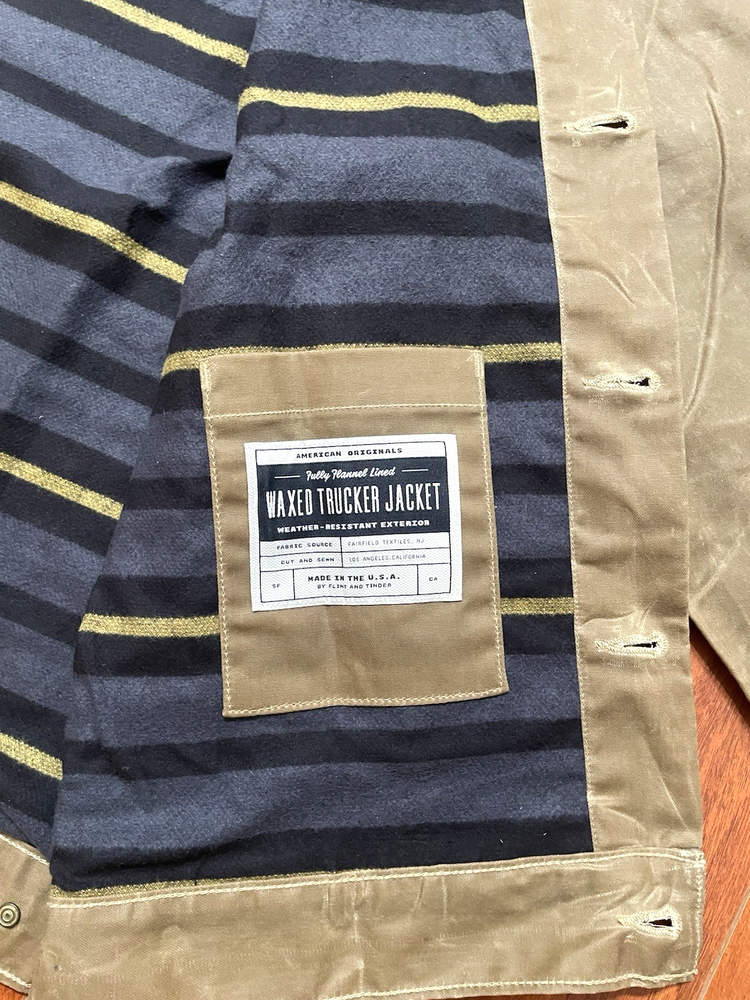 AMERICAN ORIGINALS
Fully Flannel Lined
WAXED TRUCKER JACKET
WEATHER-RESISTANT EXTERIOR
FABRIC SOURCE FAIRFIELD TEXTILES, NJ
CUT AND SEWN LOS ANGELES, CALIFORNIA
SF MADE IN THE U.S.A. CA
BY FLINT AND TINDER